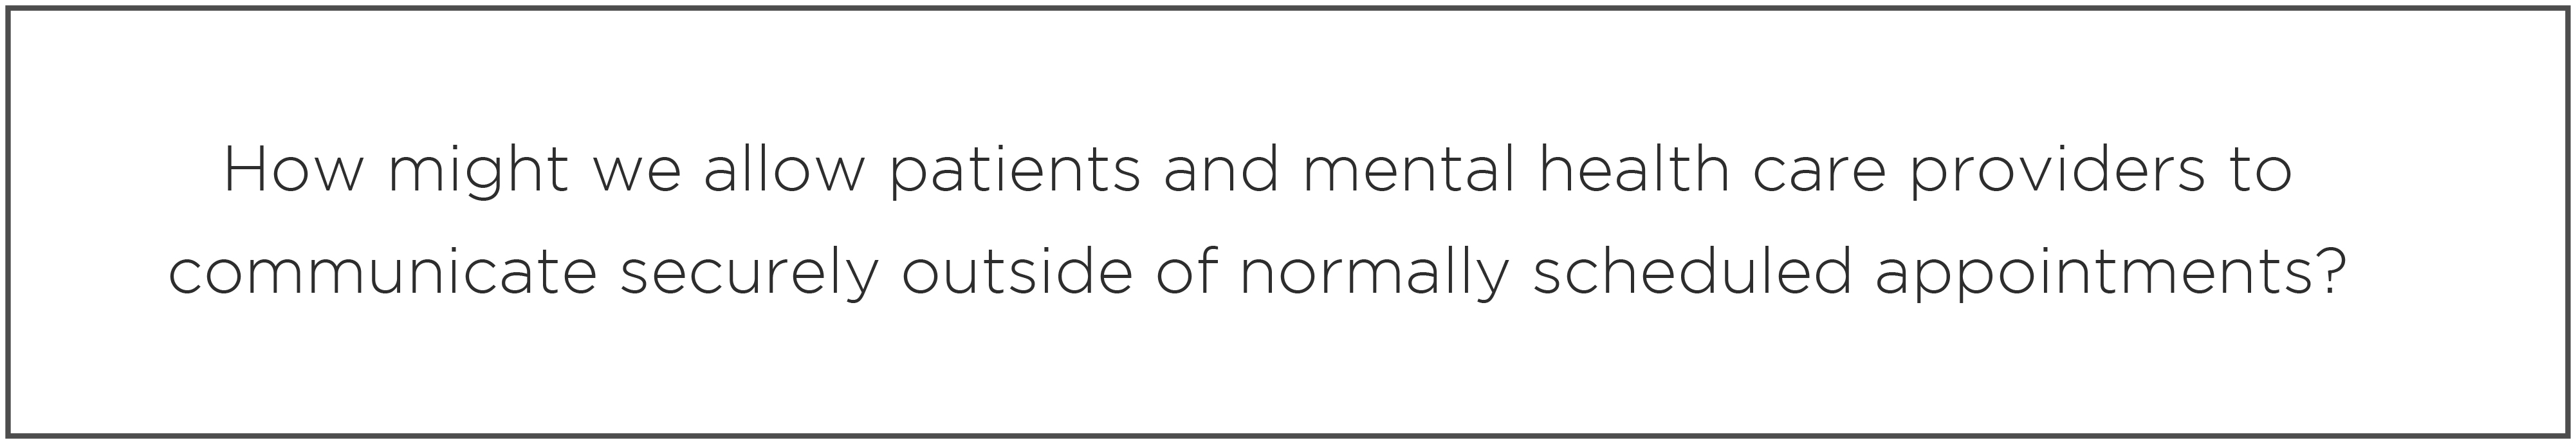 How might we allow patients and mental health care providers to
communicate securely outside of normally scheduled appointments?